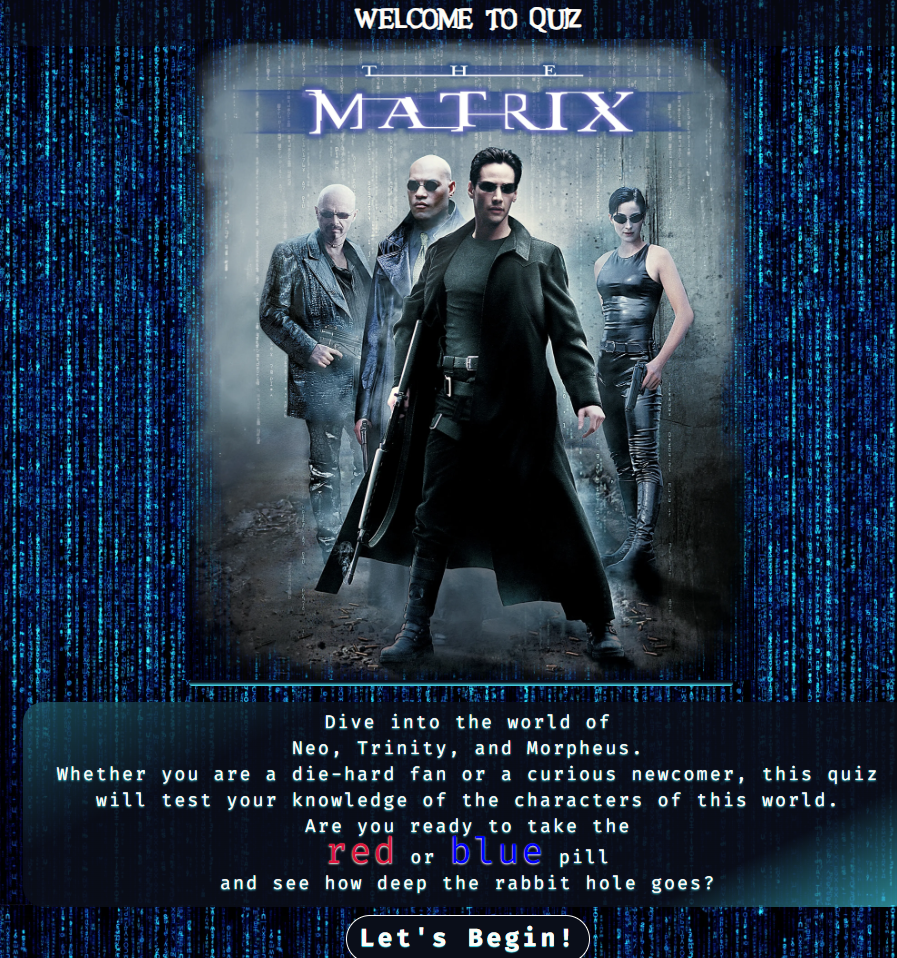 WELCOME TO QUIZ
THE
MATRIX
Dive into the world of
Neo, Trinity, and Morpheus.
Whether you are a die-hard fan or a curious newcomer, this quiz
will test your knowledge of the characters of this world.
Are you ready to take the
red or blue pill
and see how deep the rabbit hole goes?
Let's Begin!